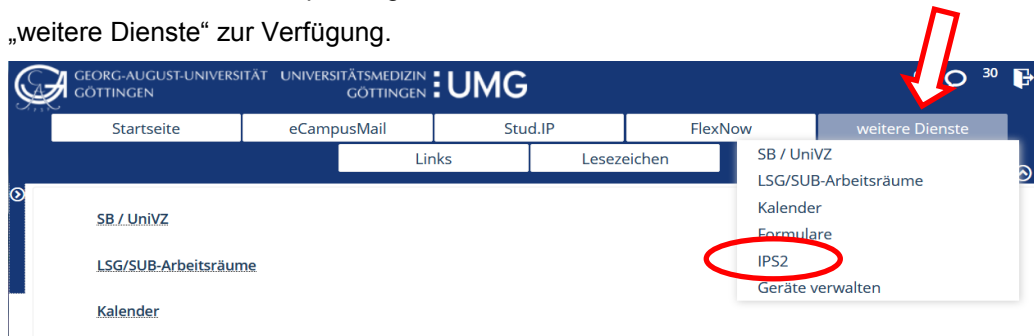 „weitere Dienste“ zur Verfügung.
GEORG-AUGUST-UNIVERSITÄT UNIVERSITÄTSMEDIZIN
GÖTTINGEN GÖTTINGEN : UMG
30
Startseite eCampusMail Stud.IP FlexNow weitere Dienste
Links Lesezeichen
SB / UniVZ
LSG/SUB-Arbeitsräume
Kalender
Formulare
IPS2
Geräte verwalten
SB / UniVZ
LSG/SUB-Arbeitsräume
Kalender